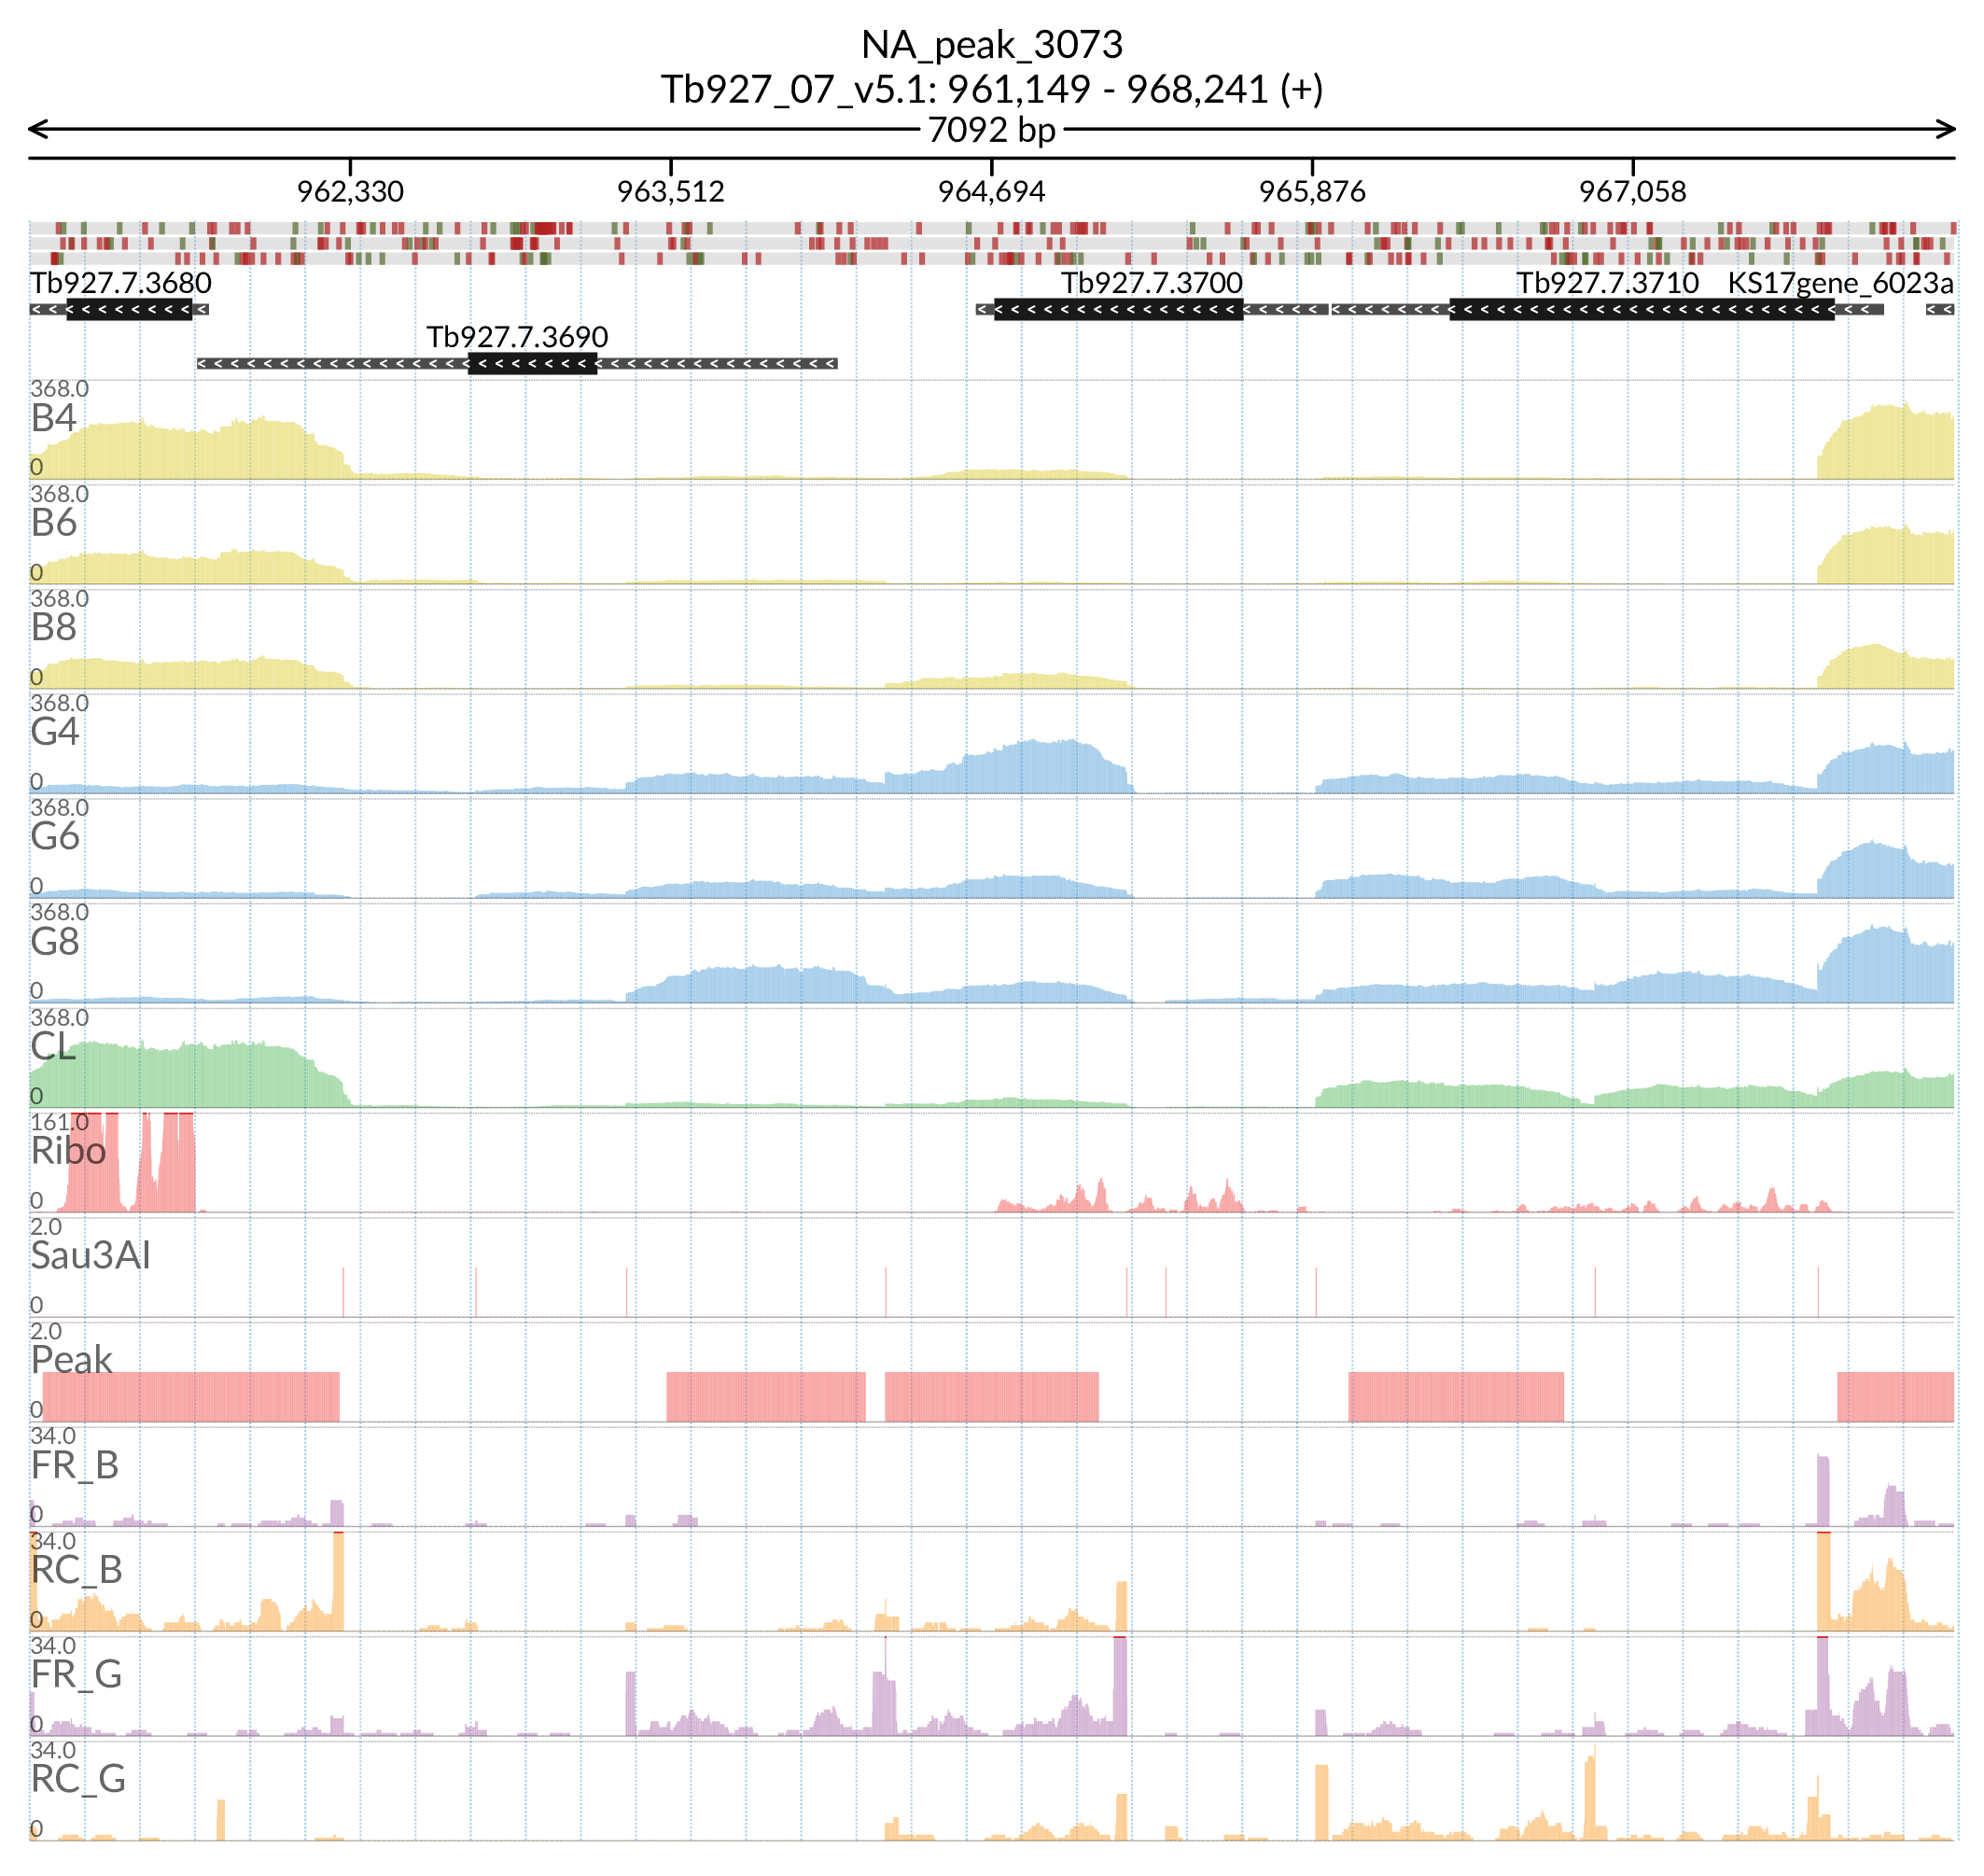 NA_peak_3073
Tb927_07_v5.1: 961,149 - 968,241 (+)
7092 bp
962,330 963,512 964,694 965,876 967,058
Tb927.7.3680 Tb927.7.3700 Tb927.7.3710 KS17gene_6023a
Tb927.7.3690
368.0
B4
0
368.0
B6
0
368.0
B8
0
368.0
G4
0
368.0
G6
0
368.0
G8
0
368.0
CL
0
161.0
Ribo
0
2.0
Sau3AI
0
2.0
Peak
0
34.0
FR_B
0
34.0
RC_B
0
34.0
FR_G
0
34.0
RC_G
0